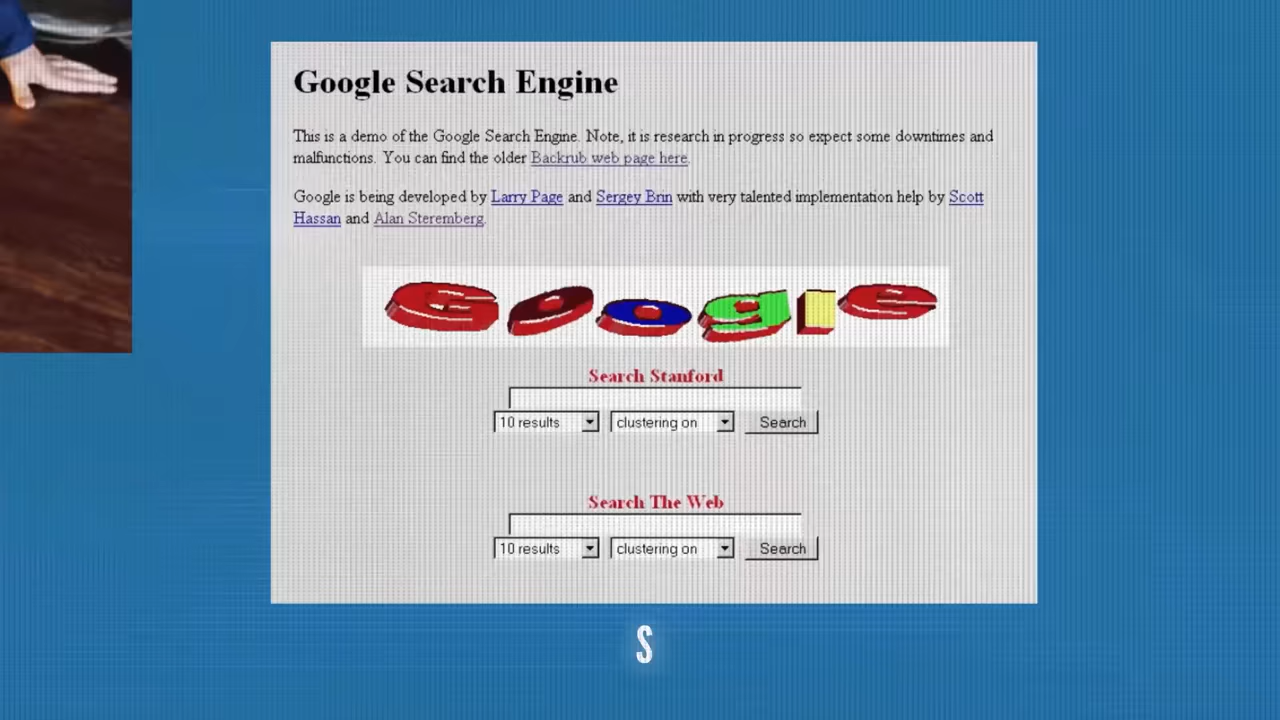 Google Search Engine
This is a demo of the Google Search Engine. Note, it is research in progress so expect some downtimes and
malfunctions. You can find the older Backrub web page here.
Google is being developed by Larry Page and Sergey Brin with very talented implementation help by Scott
Hassan and Alan Steremberg.
Google
Search Stanford
10 results clustering on Search
Search The Web
10 results clustering on Search
S